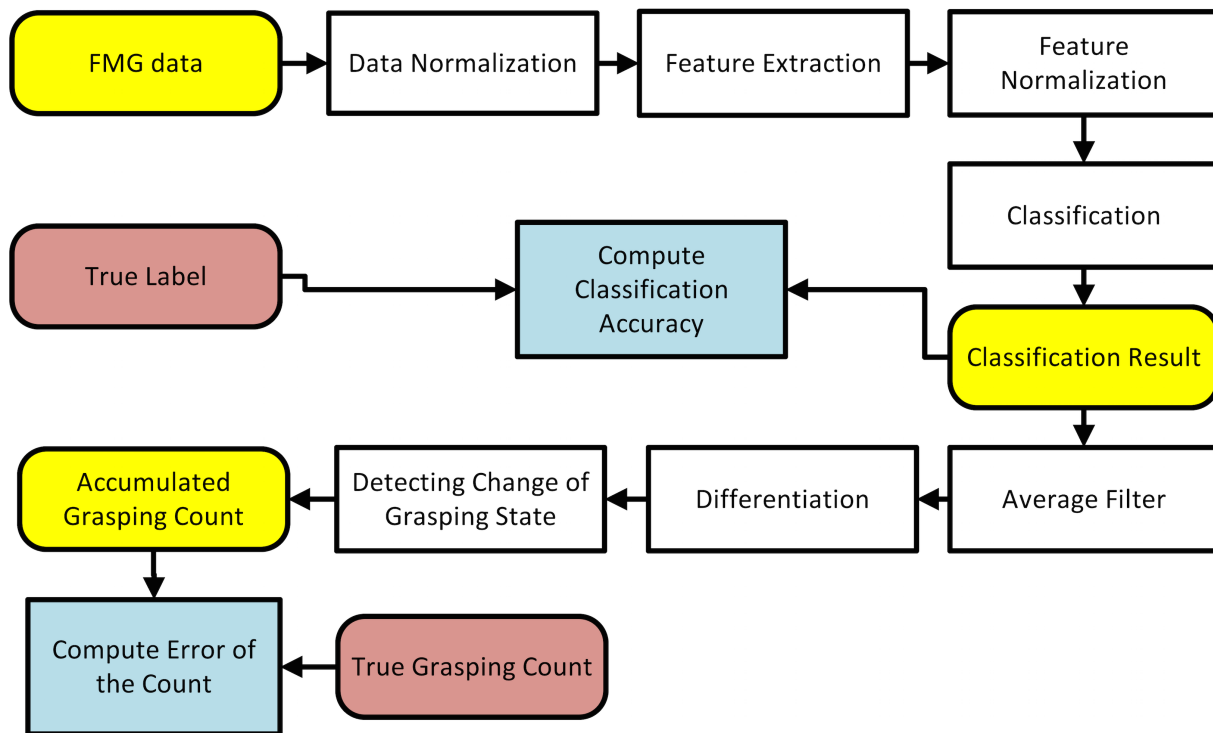 FMG data
Data Normalization
Feature Extraction
Feature
Normalization
Classification
True Label
Compute
Classification
Accuracy
Classification Result
Accumulated
Grasping Count
Detecting Change of
Grasping State
Differentiation
Average Filter
Compute Error of
the Count
True Grasping Count